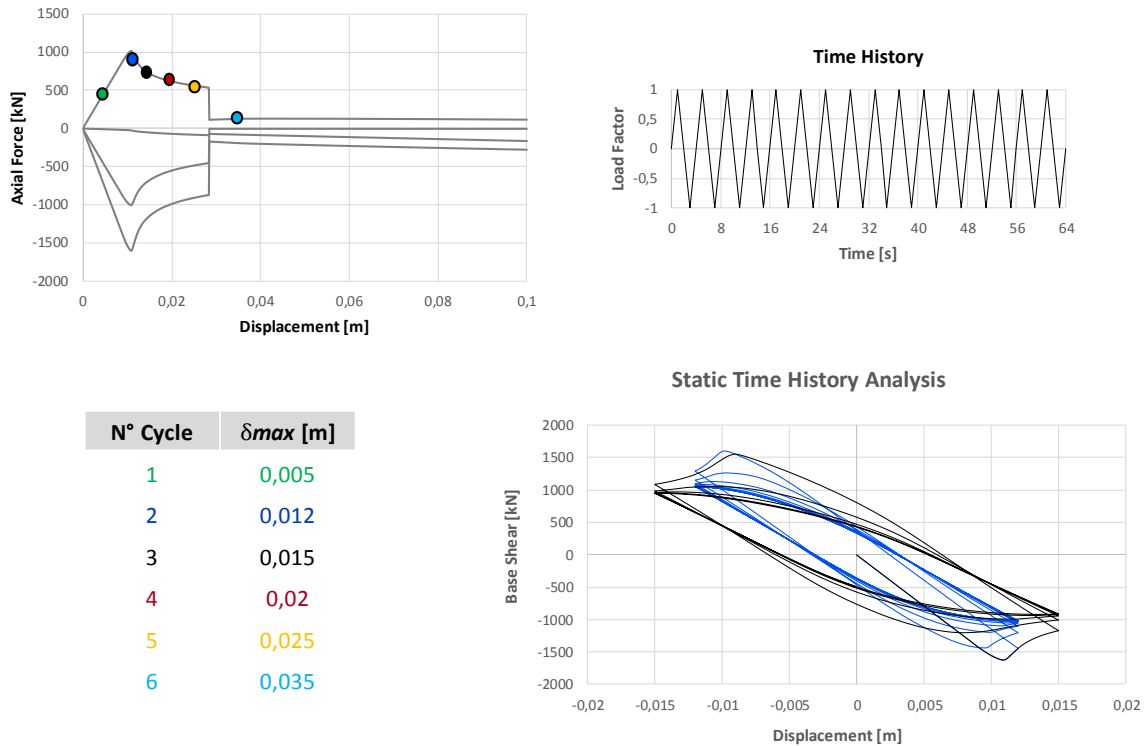 1500
1000
500
0
-500
-1000
-1500
-2000
Axial Force [kN]
0 0,02 0,04 0,06 0,08 0,1
Displacement [m]
Time History
1
0,5
0
-0,5
-1
Load Factor
0 8 16 24 32 40 48 56 64
Time [s]
N° Cycle δmax [m]
1 0,005
2 0,012
3 0,015
4 0,02
5 0,025
6 0,035
Static Time History Analysis
2000
1500
1000
500
0
-500
-1000
-1500
-2000
Base Shear [kN]
-0,02 -0,015 -0,01 -0,005 0 0,005 0,01 0,015 0,02
Displacement [m]